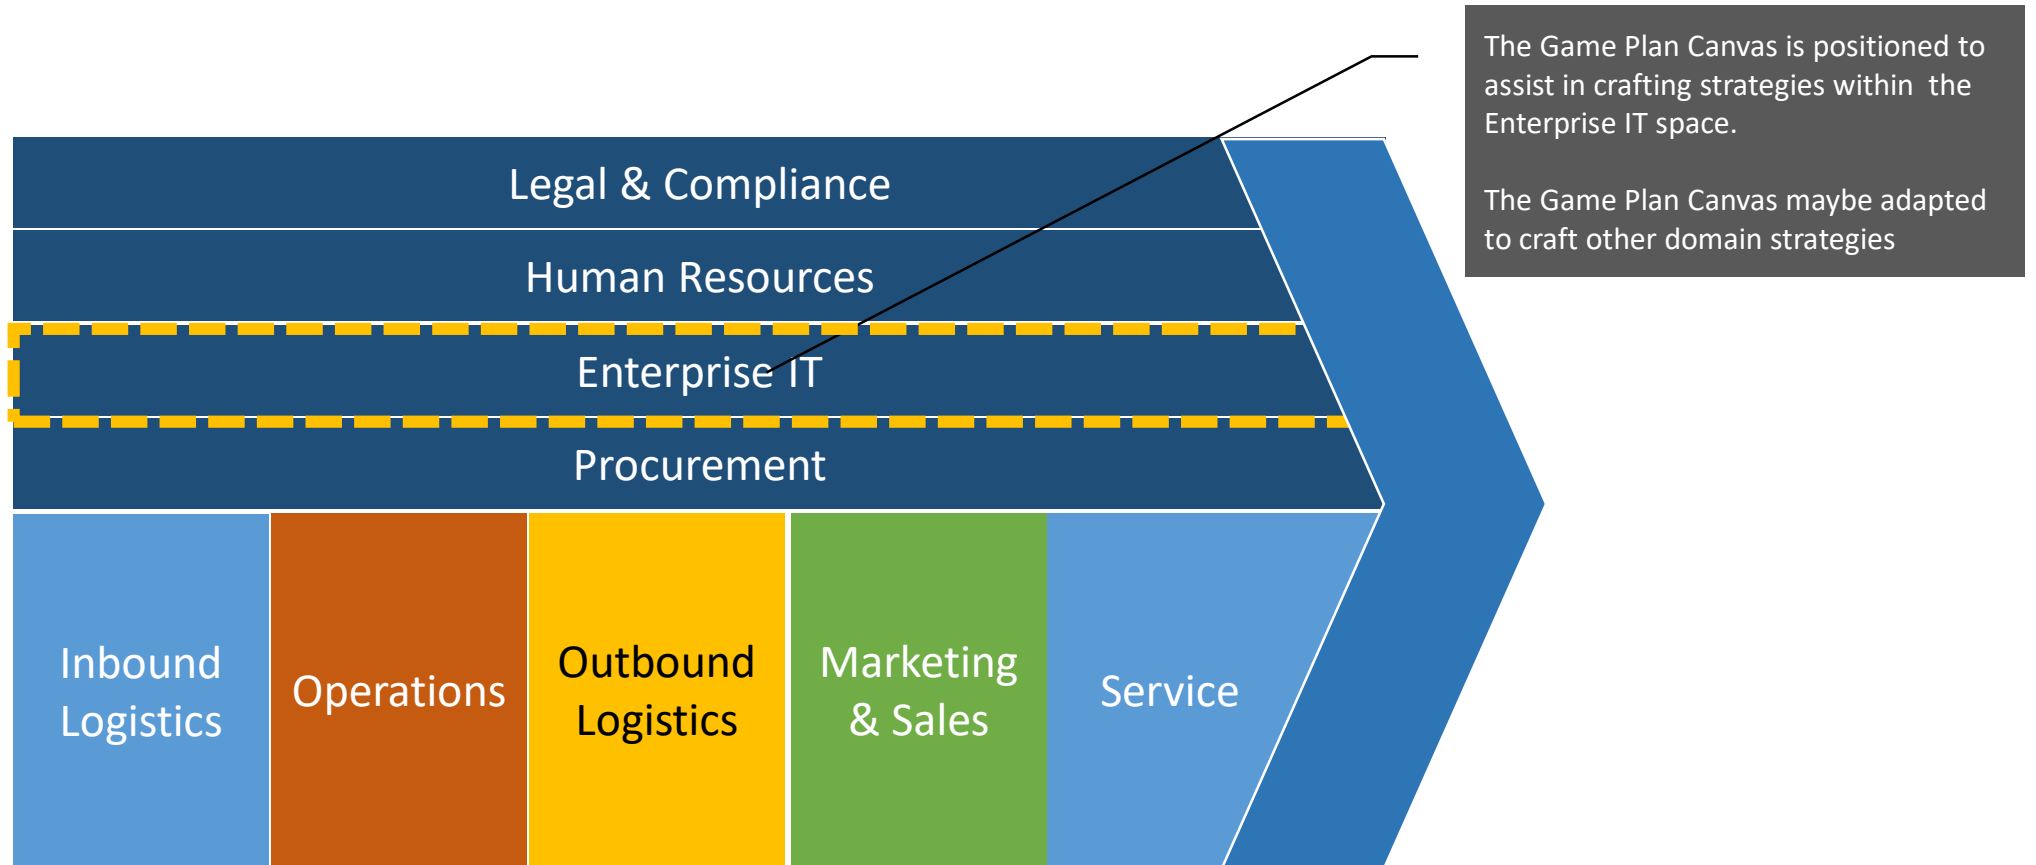 The Game Plan Canvas is positioned to
assist in crafting strategies within  the
Enterprise IT space.
The Game Plan Canvas maybe adapted
to craft other domain strategies
Legal & Compliance
Human Resources
Enterprise IT
Procurement
Inbound
Logistics
Operations
Outbound
Logistics
Marketing
& Sales
Service